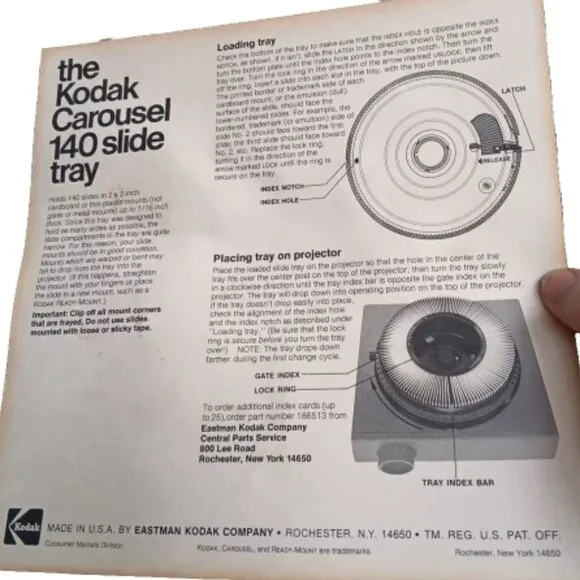 the
Kodak
Carousel
140 slide
tray
Holds 140 slides in 2 x 2-inch
cardboard or thin plastic mounts (not
glass or metal mounts) up to 1/16 inch
thick. Since this tray was designed to
hold as many slides as possible, the
slide compartments in the tray are quite
narrow. For this reason, your slide
mounts should be in good condition.
Mounts which are warped or bent may
fail to drop from the tray into the
projector. (If this happens, straighten
the mount with your fingers or place
the slide in a new mount, such as a
KODAK READY-MOUNT.)
Important: Clip off all mount corners
that are frayed. Do not use slides
mounted with loose or sticky tape.
Loading tray
Check the bottom of the tray to make sure that the INDEX HOLE is opposite the INDEX
NOTCH, as shown. If it isn't, slide the LATCH in the direction shown by the arrow and
turn the bottom plate until the index hole points to the index notch. Then turn the
tray over. Turn the lock ring in the direction of the arrow marked UNLOCK; then lift
off the ring. Insert a slide into each slot in the tray, with the top of the picture down.
The printed border or trademark side of each
cardboard mount, or the emulsion (dull)
surface of the slide, should face the
lower-numbered slides. For example, the
bordered, trademark (or emulsion) side of
slide No. 2 should face toward the first
slide, the third slide should face toward
No. 2, etc. Replace the lock ring,
turning it in the direction of the
arrow marked LOCK until the ring is
secure on the tray.
LATCH
RELEASE
INDEX NOTCH
INDEX HOLE
Placing tray on projector
Place the loaded slide tray on the projector so that the hole in the center of the
tray fits over the center post on the top of the projector; then turn the tray slowly
in a clockwise direction until the tray index bar is opposite the gate index on the
projector. The tray will drop down into operating position on the top of the projector.
If the tray doesn't drop easily into place,
check the alignment of the index hole
and the index notch as described under
"Loading tray." (Be sure that the lock
ring is secure before you turn the tray
over!) NOTE: The tray drops down
farther during the first change cycle.
GATE INDEX
LOCK RING
TRAY INDEX BAR
To order additional index cards (up
to 25), order part number 186513 from
Eastman Kodak Company
Central Parts Service
800 Lee Road
Rochester, New York 14650
Kodak
MADE IN U.S.A. BY EASTMAN KODAK COMPANY • ROCHESTER, N.Y. 14650 • TM. REG. U.S. PAT. OFF.
Consumer Markets Division
KODAK, CAROUSEL, and READY-MOUNT are trademarks.
Rochester, New York 14650